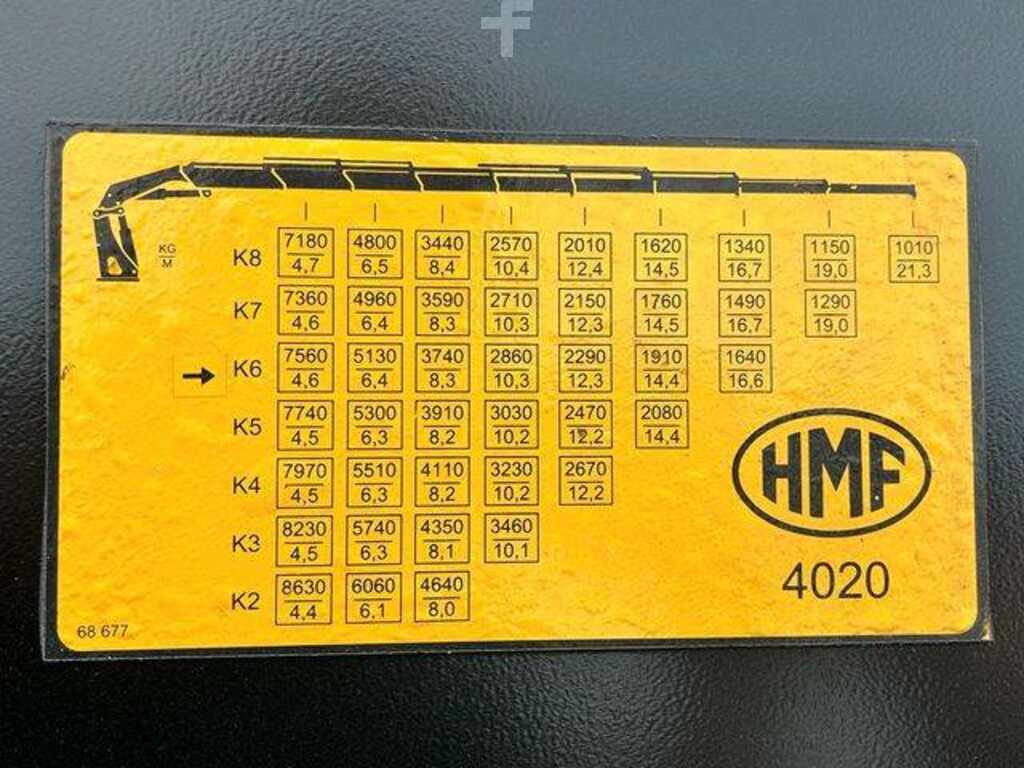 f
KG
M
K8 7180 4800 3440 2570 2010 1620 1340 1150 1010
4,7 6,5 8,4 10,4 12,4 14,5 16,7 19,0 21,3
K7 7360 4960 3590 2710 2150 1760 1490 1290
4,6 6,4 8,3 10,3 12,3 14,5 16,7 19,0
K6 7560 5130 3740 2860 2290 1910 1640
4,6 6,4 8,3 10,3 12,3 14,4 16,6
K5 7740 5300 3910 3030 2470 2080
4,5 6,3 8,2 10,2 12,2 14,4
K4 7970 5510 4110 3230 2670
4,5 6,3 8,2 10,2 12,2
K3 8230 5740 4350 3460
4,5 6,3 8,1 10,1
K2 8630 6060 4640
4,4 6,1 8,0
HMF
4020
68 677